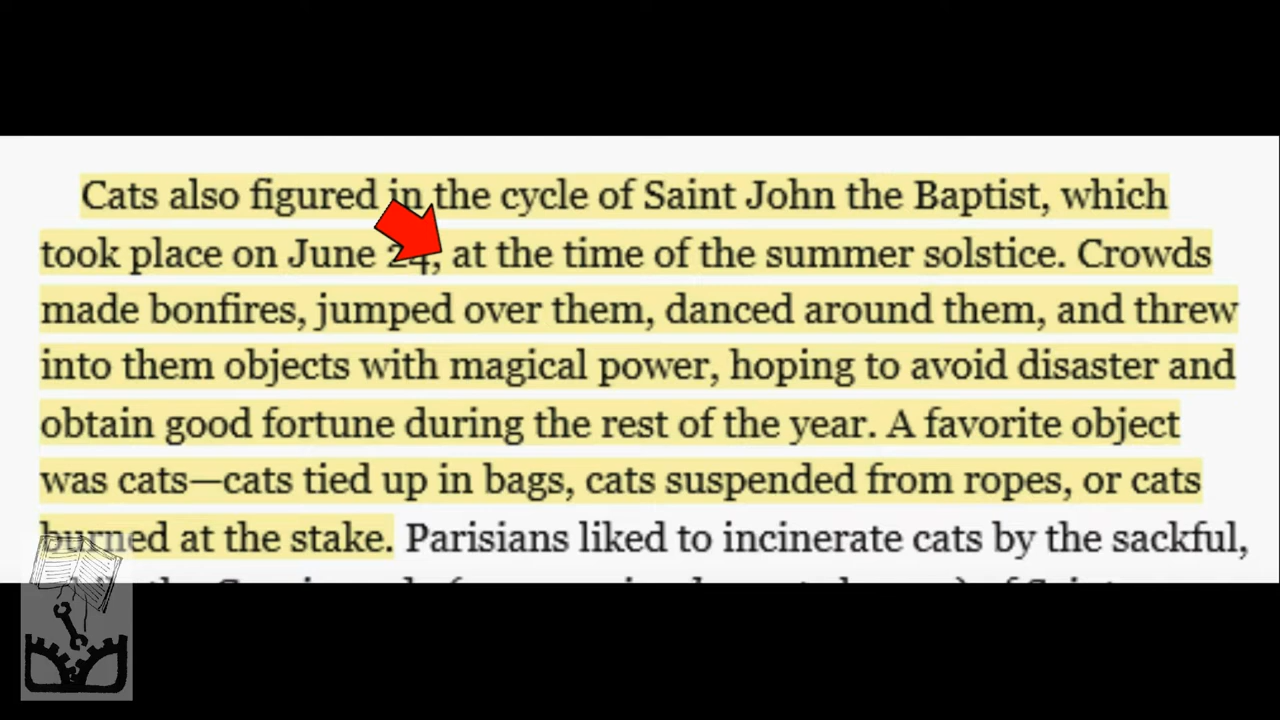 Cats also figured in the cycle of Saint John the Baptist, which
took place on June 24, at the time of the summer solstice. Crowds
made bonfires, jumped over them, danced around them, and threw
into them objects with magical power, hoping to avoid disaster and
obtain good fortune during the rest of the year. A favorite object
was cats—cats tied up in bags, cats suspended from ropes, or cats
burned at the stake. Parisians liked to incinerate cats by the sackful,